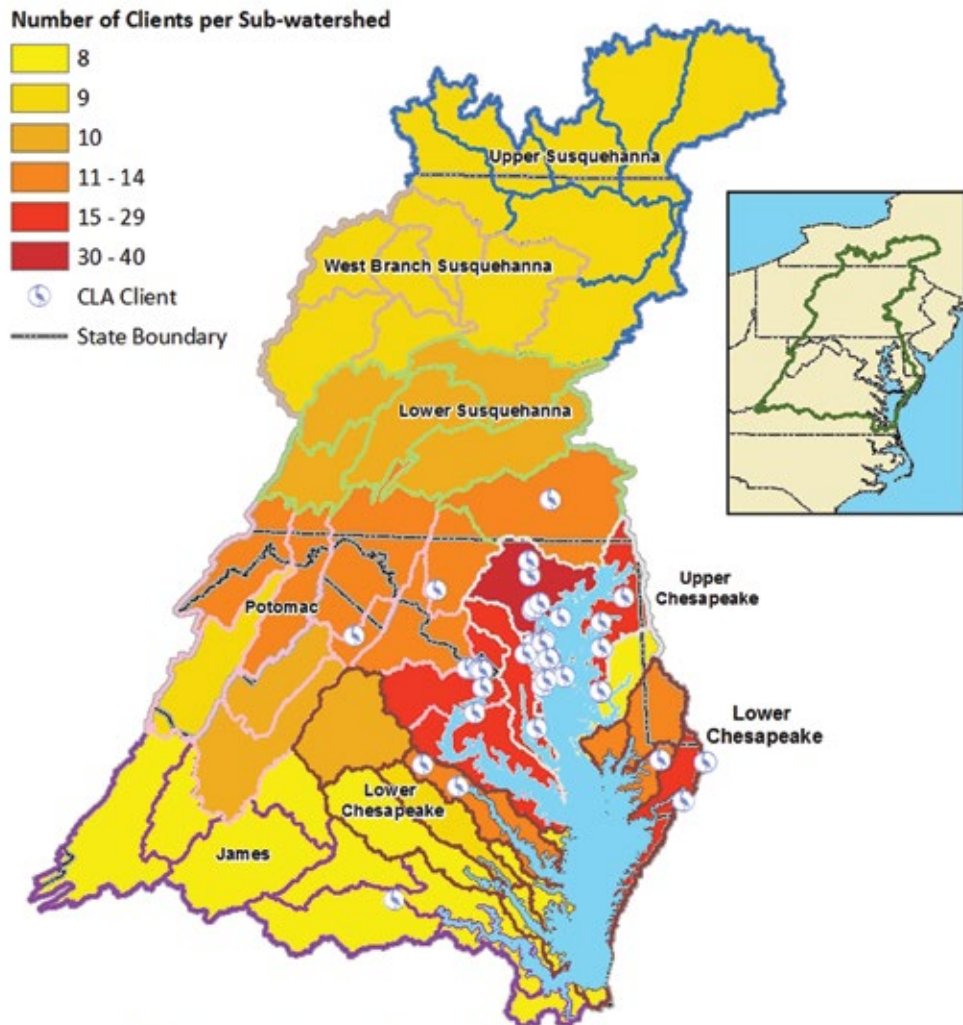 Number of Clients per Sub-watershed
8
9
10
11 - 14
15 - 29
30 - 40
CLA Client
State Boundary
Upper Susquehanna
West Branch Susquehanna
Lower Susquehanna
Potomac
Upper
Chesapeake
Lower
Chesapeake
Lower
Chesapeake
James